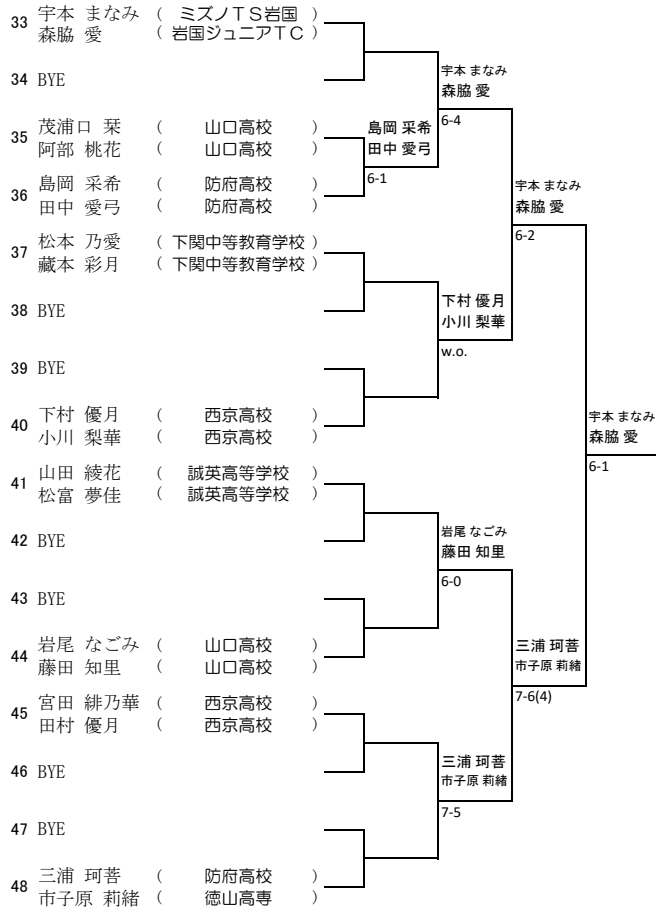 33 宇本 まなみ ( ミズノTS岩国 )
森脇 愛 ( 岩国ジュニアTC )
34 BYE
35 茂浦口 栞 ( 山口高校 )
阿部 桃花 ( 山口高校 )
36 島岡 采希 ( 防府高校 )
田中 愛弓 ( 防府高校 )
37 松本 乃愛 ( 下関中等教育学校 )
藏本 彩月 ( 下関中等教育学校 )
38 BYE
39 BYE
40 下村 優月 ( 西京高校 )
小川 梨華 ( 西京高校 )
41 山田 綾花 ( 誠英高等学校 )
松富 夢佳 ( 誠英高等学校 )
42 BYE
43 BYE
44 岩尾 なごみ ( 山口高校 )
藤田 知里 ( 山口高校 )
45 宮田 緋乃華 ( 西京高校 )
田村 優月 ( 西京高校 )
46 BYE
47 BYE
48 三浦 珂菩 ( 防府高校 )
市子原 莉緒 ( 徳山高専 )
島岡 采希
田中 愛弓
6-1
宇本 まなみ
森脇 愛
6-4
下村 優月
小川 梨華
w.o.
岩尾 なごみ
藤田 知里
6-0
三浦 珂菩
市子原 莉緒
7-5
宇本 まなみ
森脇 愛
6-2
三浦 珂菩
市子原 莉緒
7-6(4)
宇本 まなみ
森脇 愛
6-1